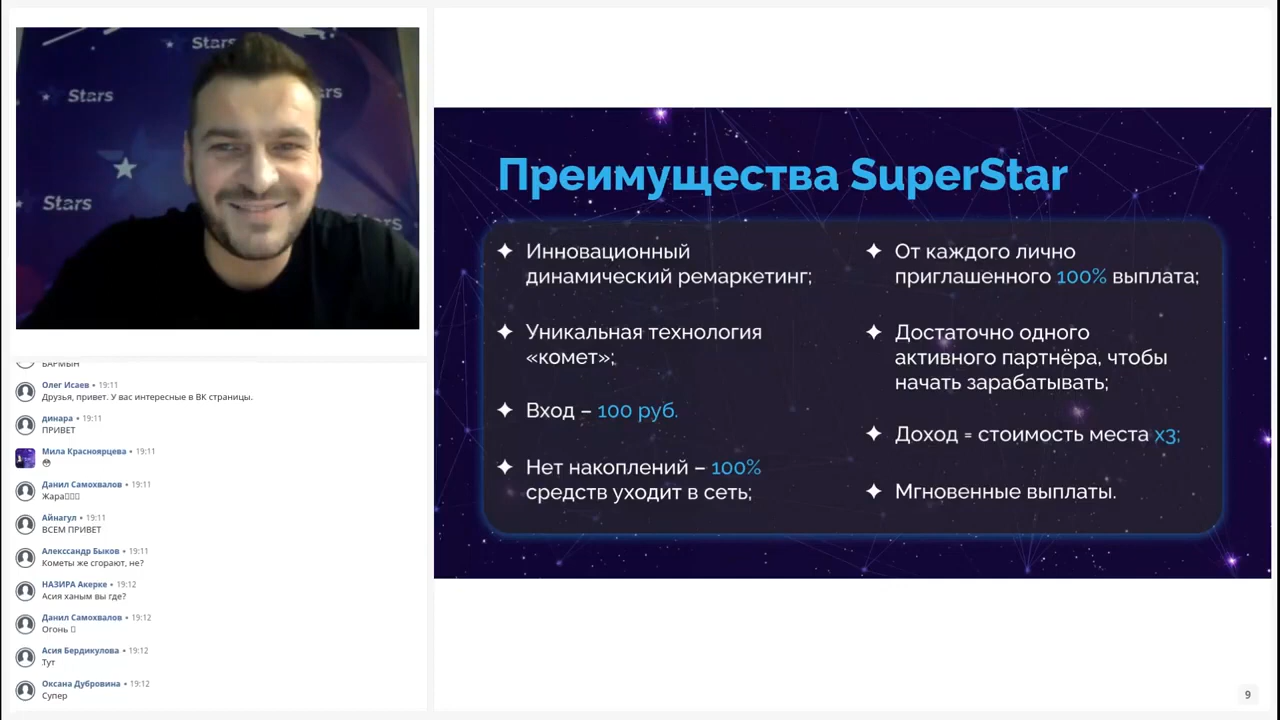 Stars
Stars
Stars
Преимущества SuperStar
Инновационный
динамический ремаркетинг;
Уникальная технология
«комет»;
Вход – 100 руб.
Нет накоплений – 100%
средств уходит в сеть;
От каждого лично
приглашенного 100% выплата;
Достаточно одного
активного партнёра, чтобы
начать зарабатывать;
Доход = стоимость места х3;
Мгновенные выплаты.
Олег Исаев • 19:11
Друзья, привет. У вас интересные в ВК страницы.
динара • 19:11
ПРИВЕТ
Мила Красноярцева • 19:11
Данил Самохвалов • 19:11
Жара
Айнагул • 19:11
ВСЕМ ПРИВЕТ
Алекссандр Быков • 19:11
Кометы же сгорают, не?
НАЗИРА Акерке • 19:12
Асия ханым вы где?
Данил Самохвалов • 19:12
Огонь
Асия Бердикулова • 19:12
Тут
Оксана Дубровина • 19:12
Супер
9